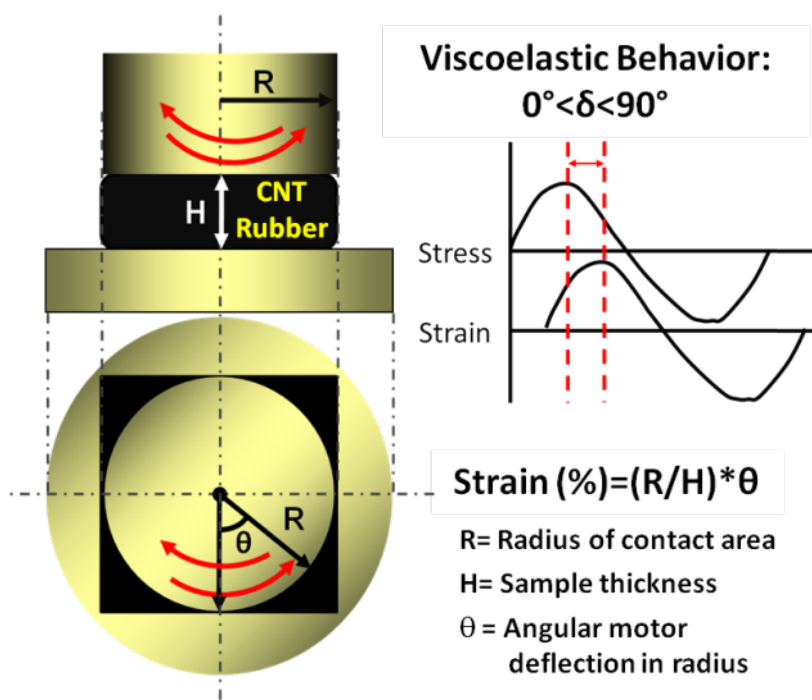 Viscoelastic Behavior:
0°<δ<90°
R
CNT
H
Rubber
Stress
Strain
Strain (%)=(R/H)*θ
R
θ
R= Radius of contact area
H= Sample thickness
θ = Angular motor
deflection in radius